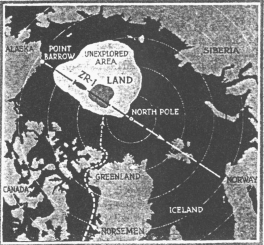 ALASKA
POINT
BARROW
UNEXPLORED
AREA
SIBERIA
ZR-1
LAND
NORTH POLE
CANADA
GREENLAND
NORWAY
ICELAND
NORSEMEN